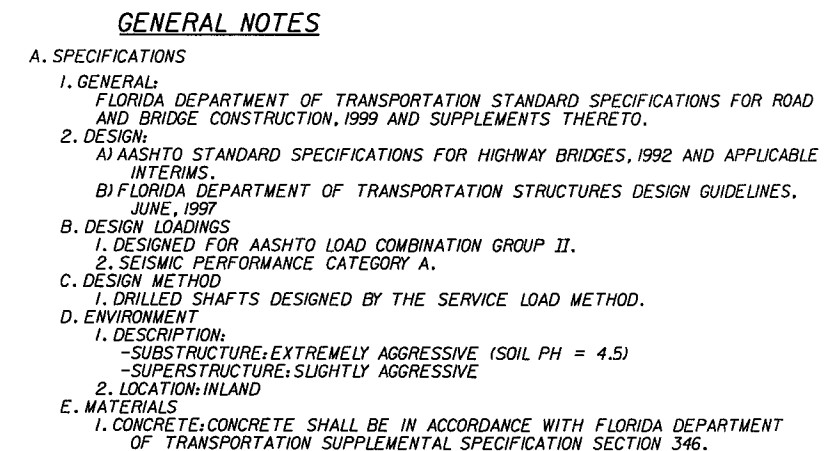 GENERAL NOTES
A. SPECIFICATIONS
1. GENERAL:
FLORIDA DEPARTMENT OF TRANSPORTATION STANDARD SPECIFICATIONS FOR ROAD
AND BRIDGE CONSTRUCTION, 1999 AND SUPPLEMENTS THERETO.
2. DESIGN:
A) AASHTO STANDARD SPECIFICATIONS FOR HIGHWAY BRIDGES, 1992 AND APPLICABLE
INTERIMS.
B) FLORIDA DEPARTMENT OF TRANSPORTATION STRUCTURES DESIGN GUIDELINES,
JUNE, 1997
B. DESIGN LOADINGS
1. DESIGNED FOR AASHTO LOAD COMBINATION GROUP II.
2. SEISMIC PERFORMANCE CATEGORY A.
C. DESIGN METHOD
1. DRILLED SHAFTS DESIGNED BY THE SERVICE LOAD METHOD.
D. ENVIRONMENT
1. DESCRIPTION:
-SUBSTRUCTURE: EXTREMELY AGGRESSIVE (SOIL PH = 4.5)
-SUPERSTRUCTURE: SLIGHTLY AGGRESSIVE
2. LOCATION: INLAND
E. MATERIALS
1. CONCRETE: CONCRETE SHALL BE IN ACCORDANCE WITH FLORIDA DEPARTMENT
OF TRANSPORTATION SUPPLEMENTAL SPECIFICATION SECTION 346.